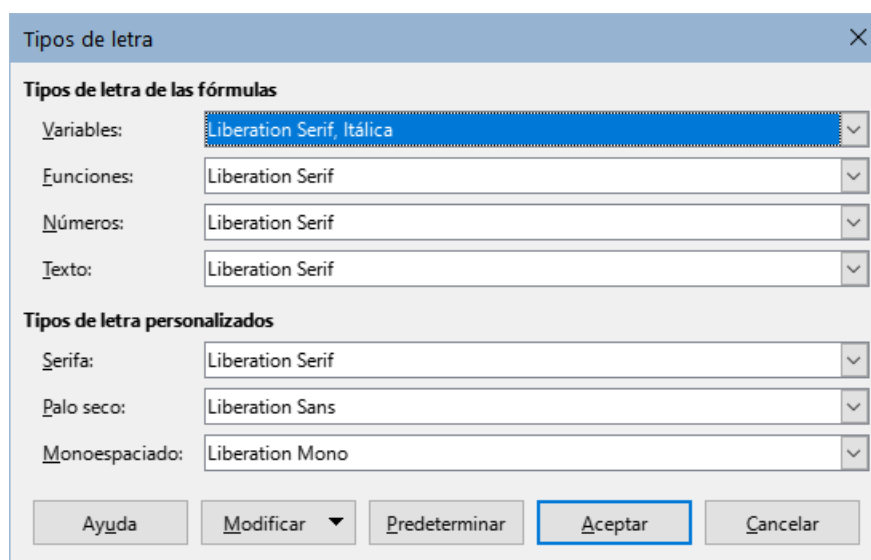 Tipos de letra
Tipos de letra de las fórmulas
Variables: Liberation Serif, Itálica
Funciones: Liberation Serif
Números: Liberation Serif
Texto: Liberation Serif
Tipos de letra personalizados
Serifa: Liberation Serif
Palo seco: Liberation Sans
Monoespaciado: Liberation Mono
Ayuda Modificar Predeterminar Aceptar Cancelar